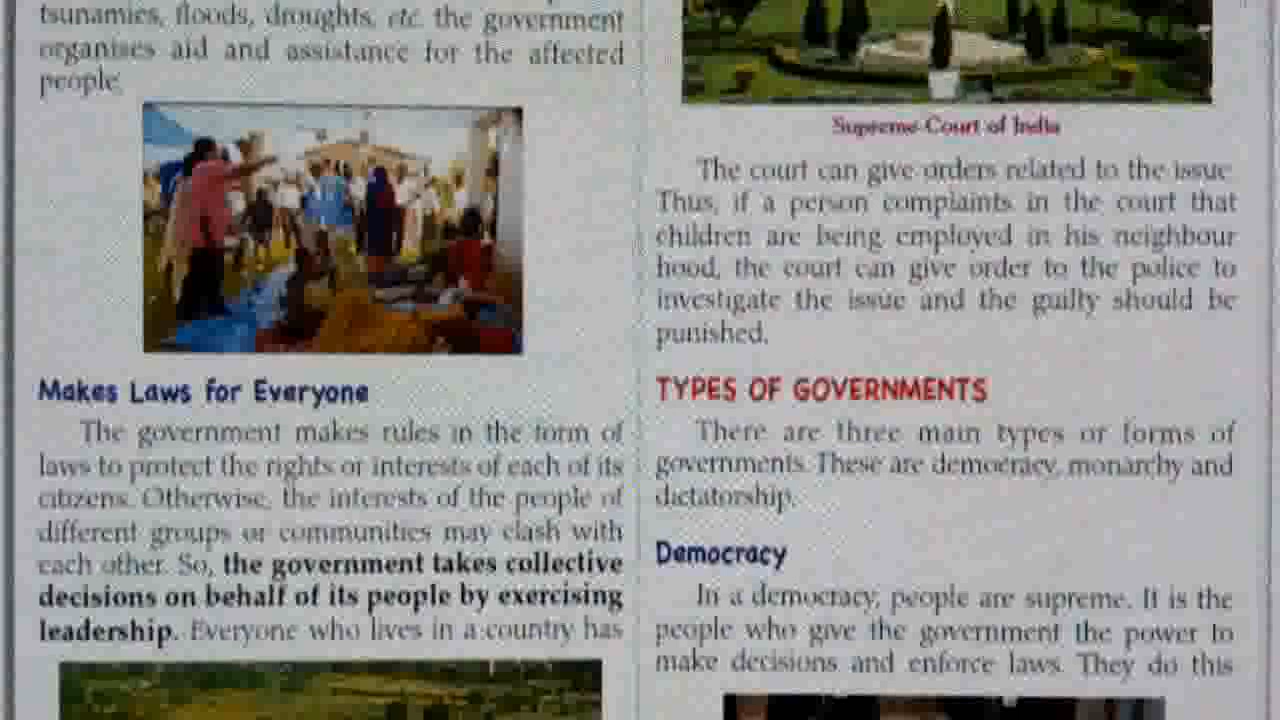 tsunamies, floods, droughts, etc. the government
organises aid and assistance for the affected
people.
Makes Laws for Everyone
The government makes rules in the form of
laws to protect the rights or interests of each of its
citizens. Otherwise, the interests of the people of
different groups or communities may clash with
each other. So, the government takes collective
decisions on behalf of its people by exercising
leadership. Everyone who lives in a country has
Supreme Court of India
The court can give orders related to the issue.
Thus, if a person complaints in the court that
children are being employed in his neighbour
hood, the court can give order to the police to
investigate the issue and the guilty should be
punished.
TYPES OF GOVERNMENTS
There are three main types or forms of
governments. These are democracy, monarchy and
dictatorship.
Democracy
In a democracy, people are supreme. It is the
people who give the government the power to
make decisions and enforce laws. They do this